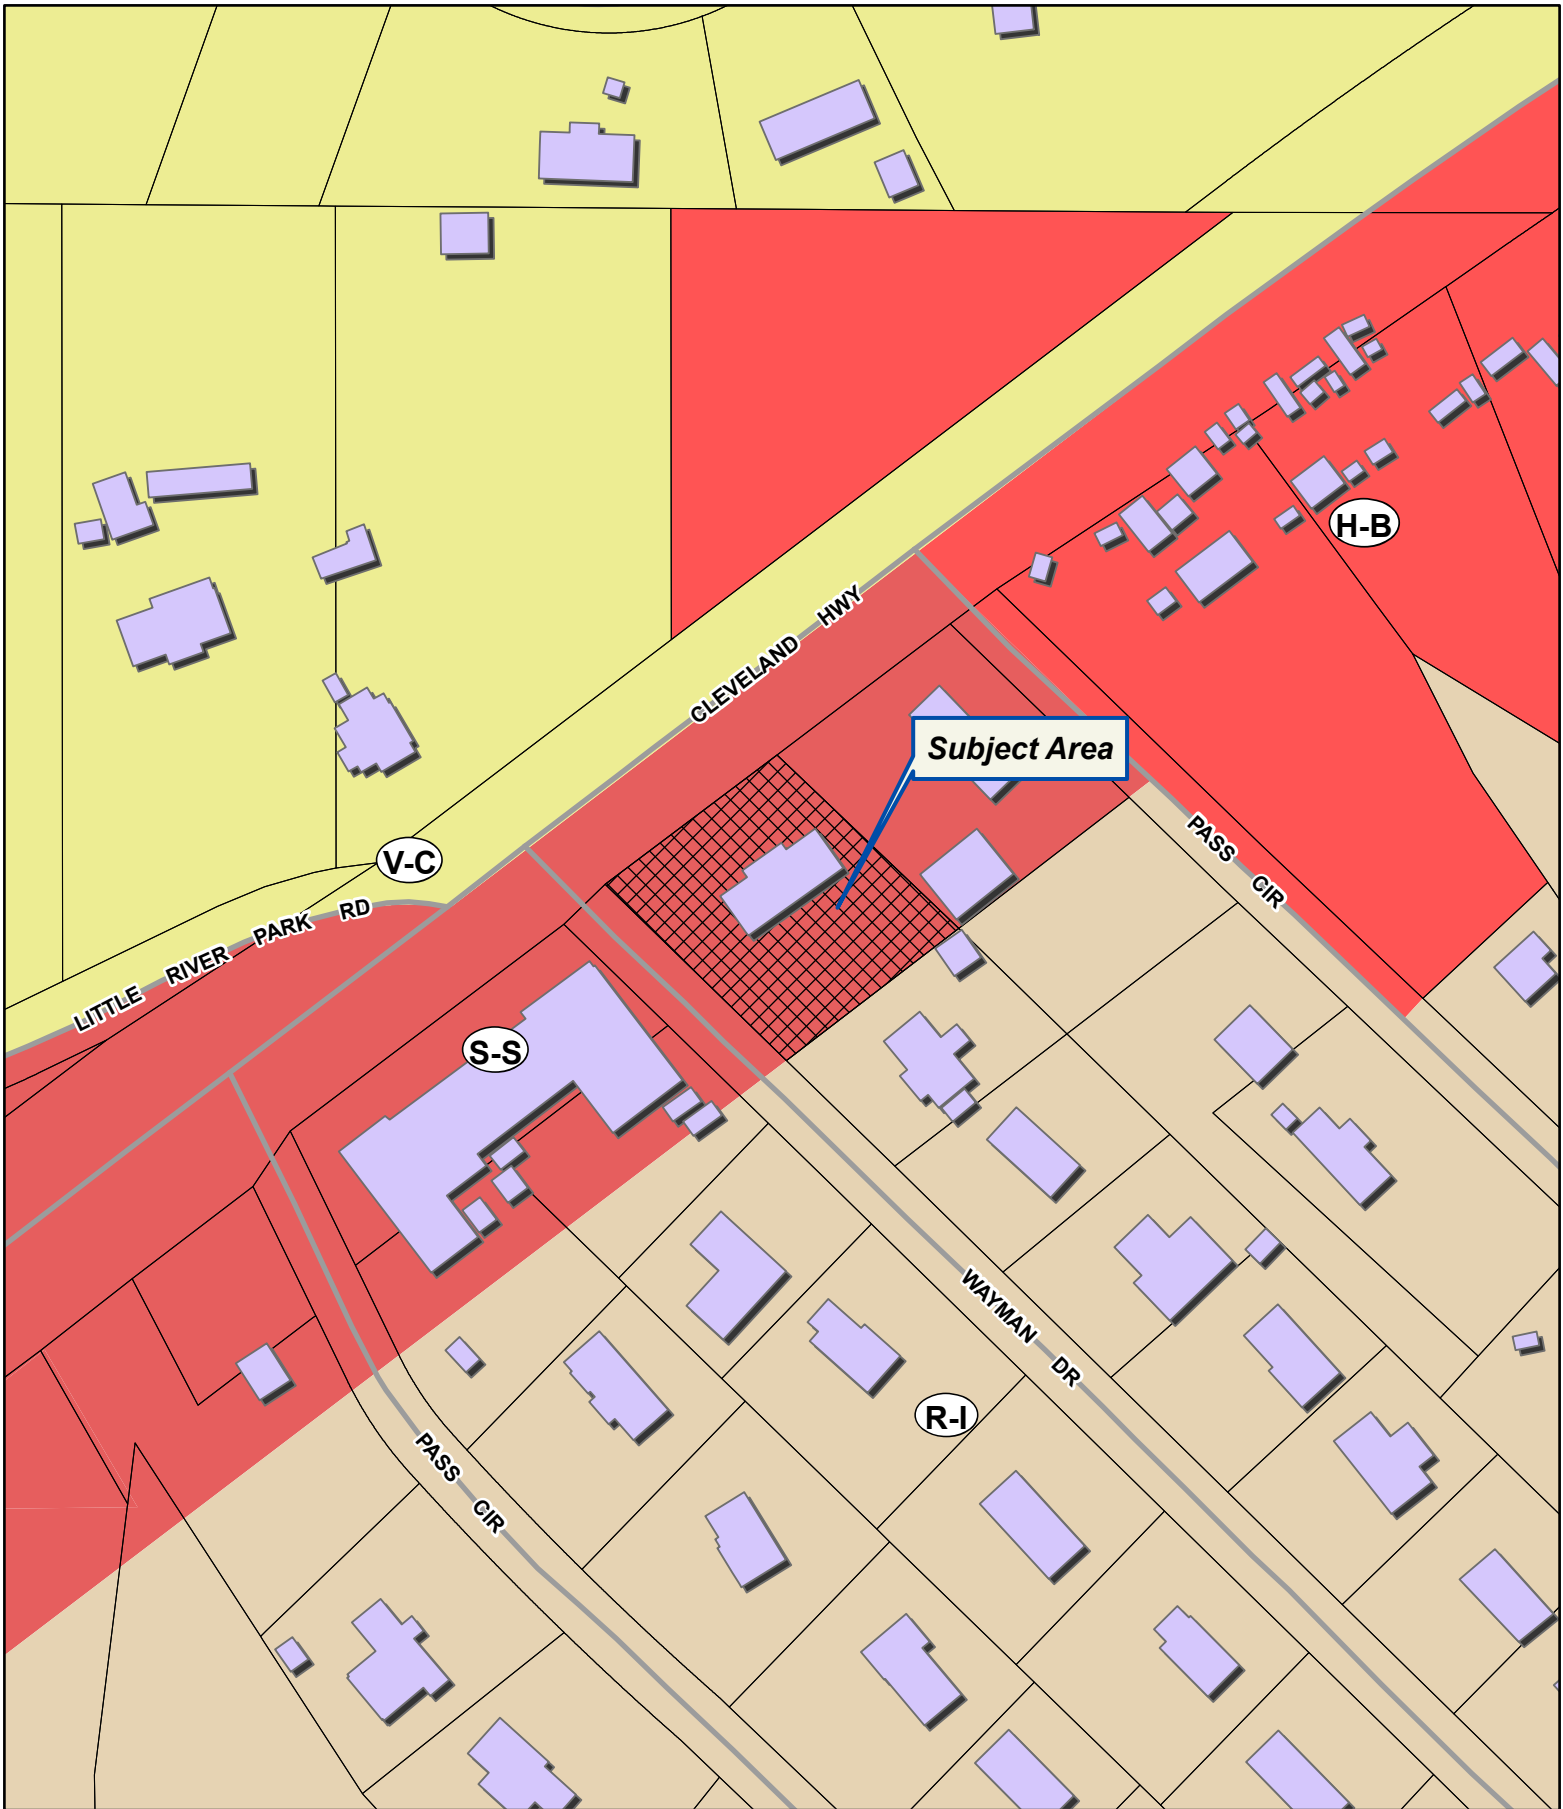 H-B
CLEVELAND HWY
Subject Area
PASS CIR
V-C
LITTLE RIVER PARK RD
S-S
WAYMAN DR
R-I
PASS CIR